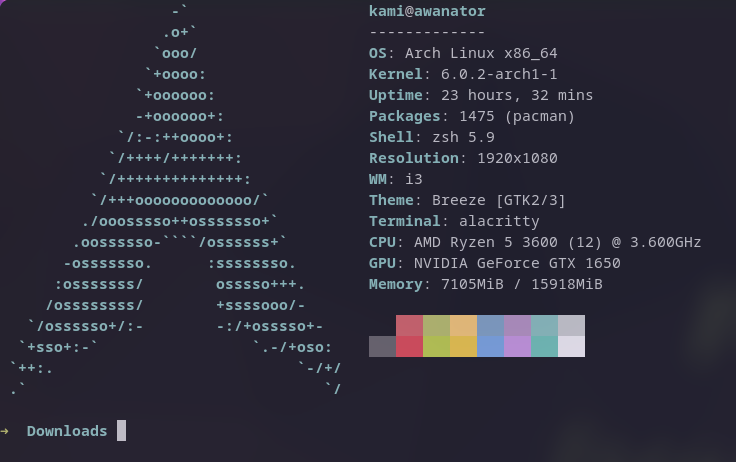 -`
                 .o+`
                `ooo/
               `+oooo:
              `+oooooo:
              -+oooooo+:
            `/:-:++oooo+:
           `/++++/+++++++:
          `/++++++++++++++:
         `/+++ooooooooooooo/`
        ./ooosssso++osssssso+`
       .oossssso-````/ossssss+`
      -osssssso.      :ssssssso.
     :osssssss/        osssso+++.
    /ossssssss/        +ssssooo/-
  `/ossssso+/:-        -:/+osssso+-
 `+sso+:-`                 `.-/+oso:
`++:.                           `-/+/
.`                                 `/
kami@awanator
-------------
OS: Arch Linux x86_64
Kernel: 6.0.2-arch1-1
Uptime: 23 hours, 32 mins
Packages: 1475 (pacman)
Shell: zsh 5.9
Resolution: 1920x1080
WM: i3
Theme: Breeze [GTK2/3]
Terminal: alacritty
CPU: AMD Ryzen 5 3600 (12) @ 3.600GHz
GPU: NVIDIA GeForce GTX 1650
Memory: 7105MiB / 15918MiB
➜  Downloads